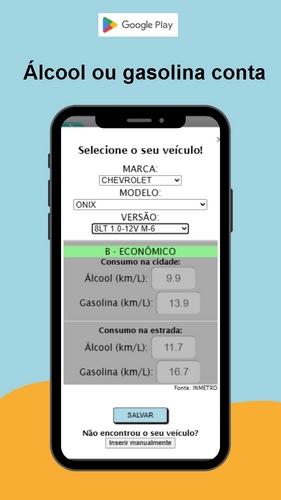 Google Play
Álcool ou gasolina conta
Selecione o seu veículo!
MARCA:
CHEVROLET
MODELO:
ONIX
VERSÃO:
8LT 1.0-12V M-6
B - ECONÔMICO
Consumo na cidade:
Álcool (km/L): 9.9
Gasolina (km/L): 13.9
Consumo na estrada:
Álcool (km/L): 11.7
Gasolina (km/L): 16.7
Fonte: INMETRO
SALVAR
Não encontrou o seu veículo?
Inserir manualmente